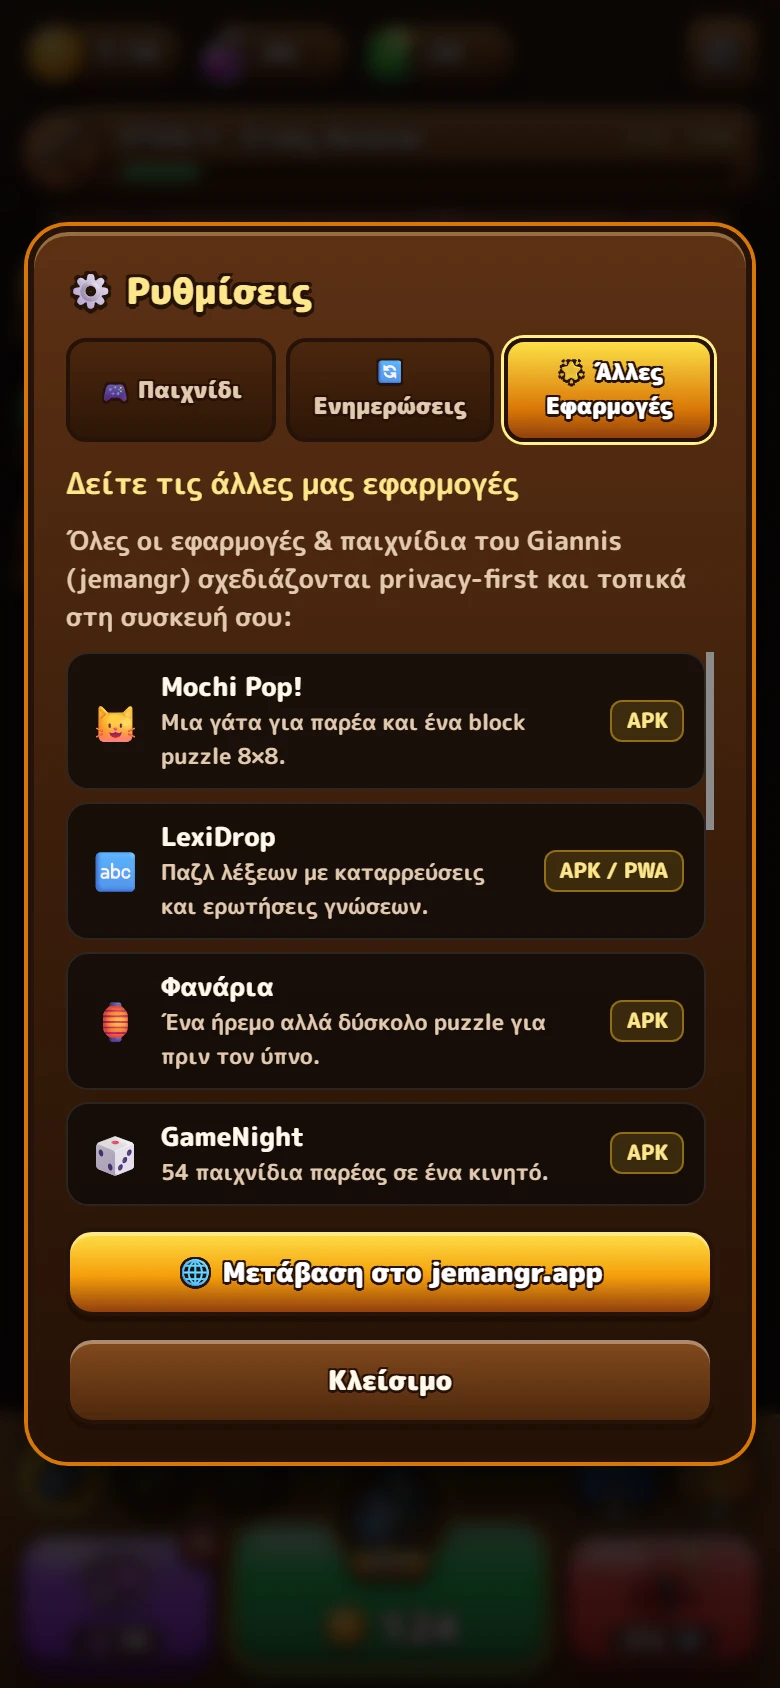 Ρυθμίσεις
Παιχνίδι
Ενημερώσεις
Άλλες
Εφαρμογές
Δείτε τις άλλες μας εφαρμογές
Όλες οι εφαρμογές & παιχνίδια του Giannis
(jemangr) σχεδιάζονται privacy-first και τοπικά
στη συσκευή σου:
Mochi Pop!
Μια γάτα για παρέα και ένα block
puzzle 8×8.
APK
LexiDrop
Παζλ λέξεων με καταρρεύσεις
και ερωτήσεις γνώσεων.
APK / PWA
abc
Φανάρια
Ένα ήρεμο αλλά δύσκολο puzzle για
πριν τον ύπνο.
APK
GameNight
54 παιχνίδια παρέας σε ένα κινητό.
APK
Μετάβαση στο jemangr.app
Κλείσιμο